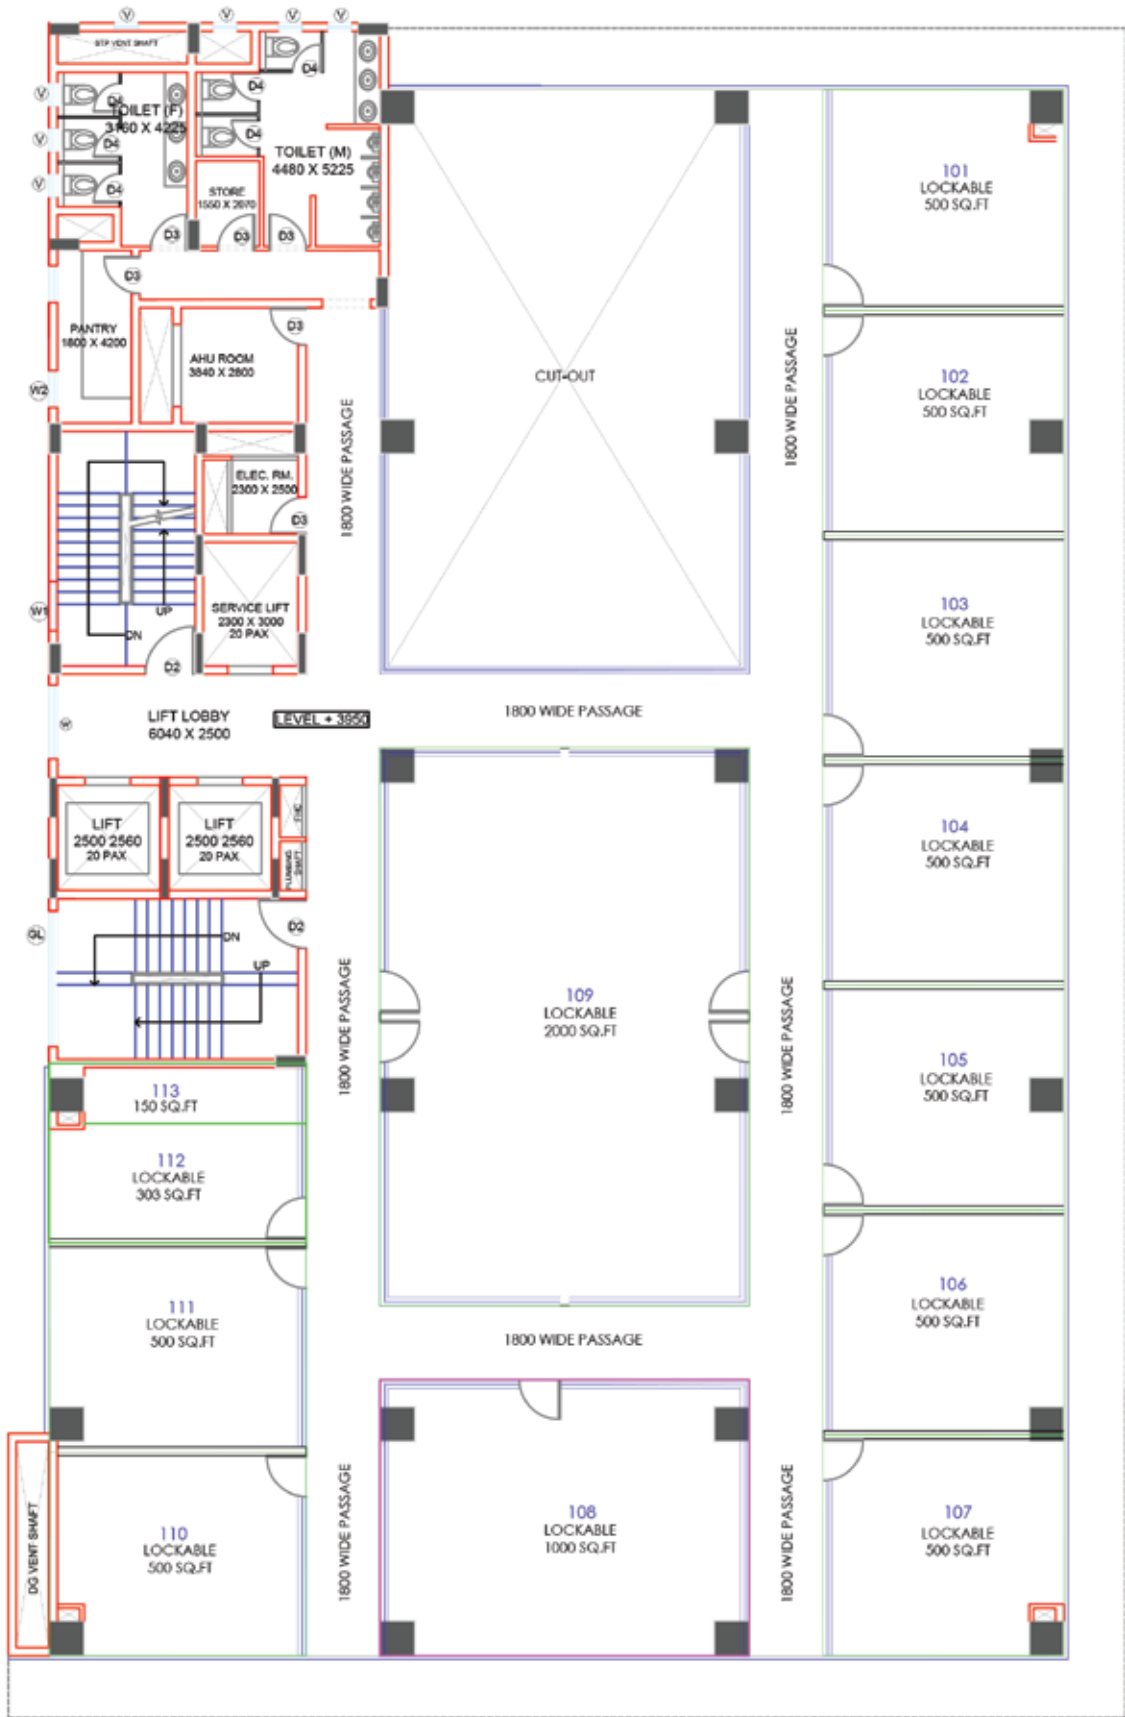 V
V
V
V
STP VENT SHAFT
D4
D4
V
D4
TOILET (F)
3160 X 4225
V
D4
D4
TOILET (M)
4480 X 5225
V
D4
STORE
1550 X 2070
D3
D3
D3
D3
PANTRY
1800 X 4200
W2
AHU ROOM
3840 X 2800
D3
ELEC. RM.
2300 X 2500
D3
UP
DN
W1
SERVICE LIFT
2300 X 3000
20 PAX
D2
1800 WIDE PASSAGE
CUT-OUT
1800 WIDE PASSAGE
101
LOCKABLE
500 SQ.FT
102
LOCKABLE
500 SQ.FT
103
LOCKABLE
500 SQ.FT
W
LIFT LOBBY
6040 X 2500
LEVEL + 3950
1800 WIDE PASSAGE
LIFT
2500 2560
20 PAX
LIFT
2500 2560
20 PAX
FHC
PLUMBING
SHAFT
104
LOCKABLE
500 SQ.FT
GL
DN
UP
D2
1800 WIDE PASSAGE
109
LOCKABLE
2000 SQ.FT
1800 WIDE PASSAGE
105
LOCKABLE
500 SQ.FT
113
150 SQ.FT
112
LOCKABLE
303 SQ.FT
111
LOCKABLE
500 SQ.FT
1800 WIDE PASSAGE
106
LOCKABLE
500 SQ.FT
DG VENT SHAFT
110
LOCKABLE
500 SQ.FT
1800 WIDE PASSAGE
108
LOCKABLE
1000 SQ.FT
1800 WIDE PASSAGE
107
LOCKABLE
500 SQ.FT